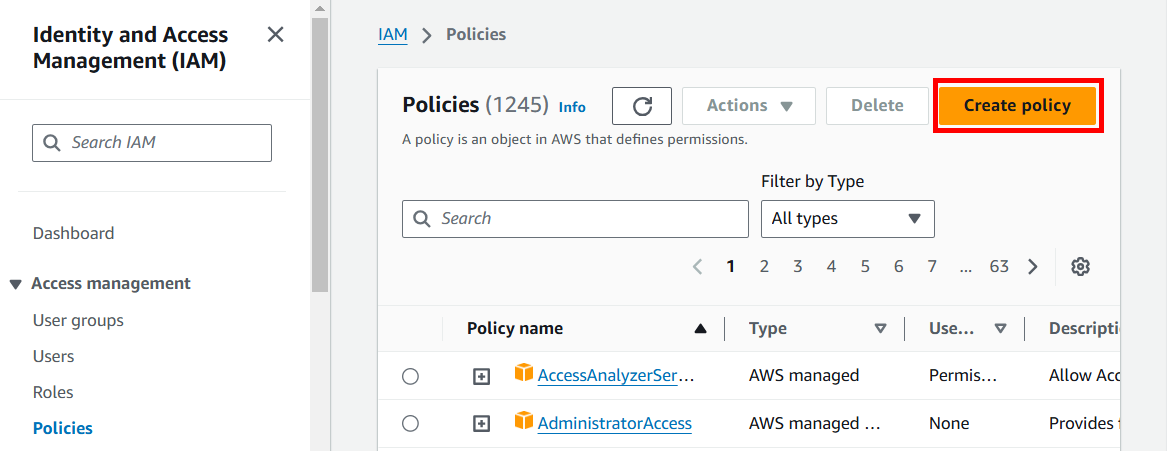 Identity and Access
Management (IAM)
Search IAM
Dashboard
Access management
User groups
Users
Roles
Policies
IAM > Policies
Policies (1245) Info
Actions
Delete
Create policy
A policy is an object in AWS that defines permissions.
Filter by Type
Search
All types
1 2 3 4 5 6 7 ... 63
Policy name Type Use... Descripti
AccessAnalyzerSer... AWS managed Permis... Allow Acc
AdministratorAccess AWS managed ... None Provides